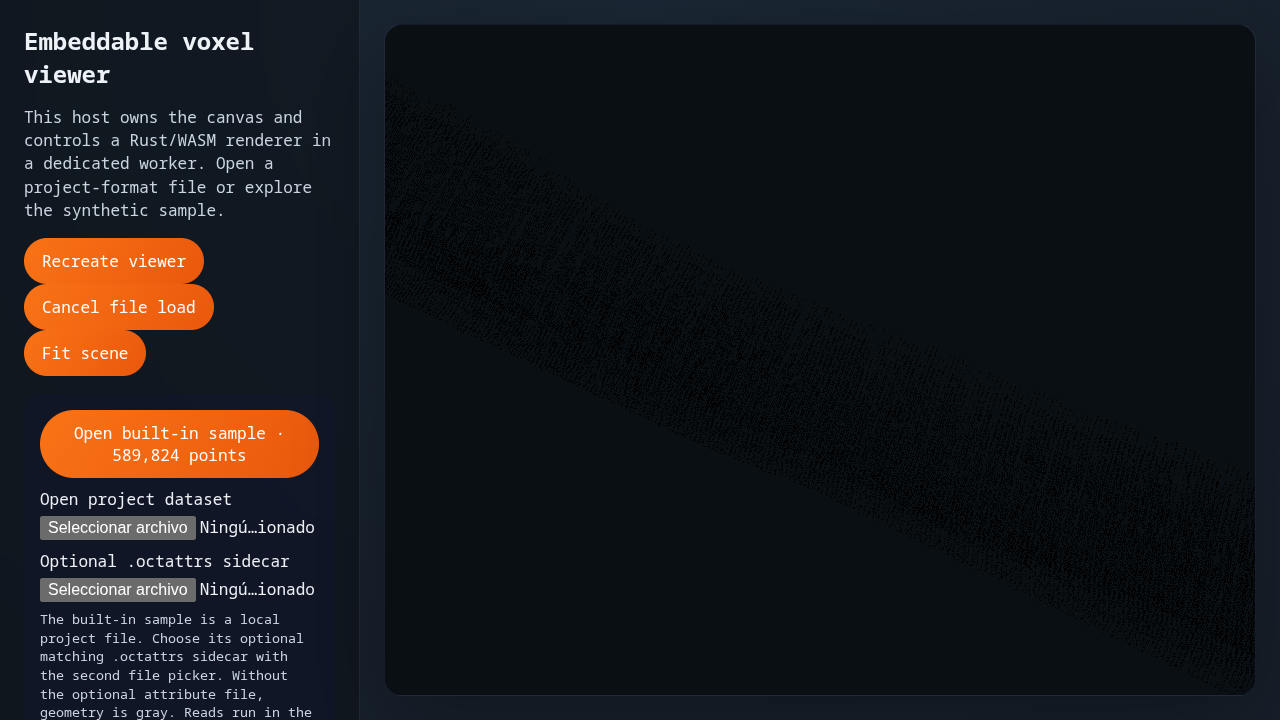 Embeddable voxel
viewer
This host owns the canvas and
controls a Rust/WASM renderer in
a dedicated worker. Open a
project-format file or explore
the synthetic sample.
Recreate viewer
Cancel file load
Fit scene
Open built-in sample ·
589,824 points
Open project dataset
Seleccionar archivo Ningú…ionado
Optional .octattrs sidecar
Seleccionar archivo Ningú…ionado
The built-in sample is a local
project file. Choose its optional
matching .octattrs sidecar with
the second file picker. Without
the optional attribute file,
geometry is gray. Reads run in the